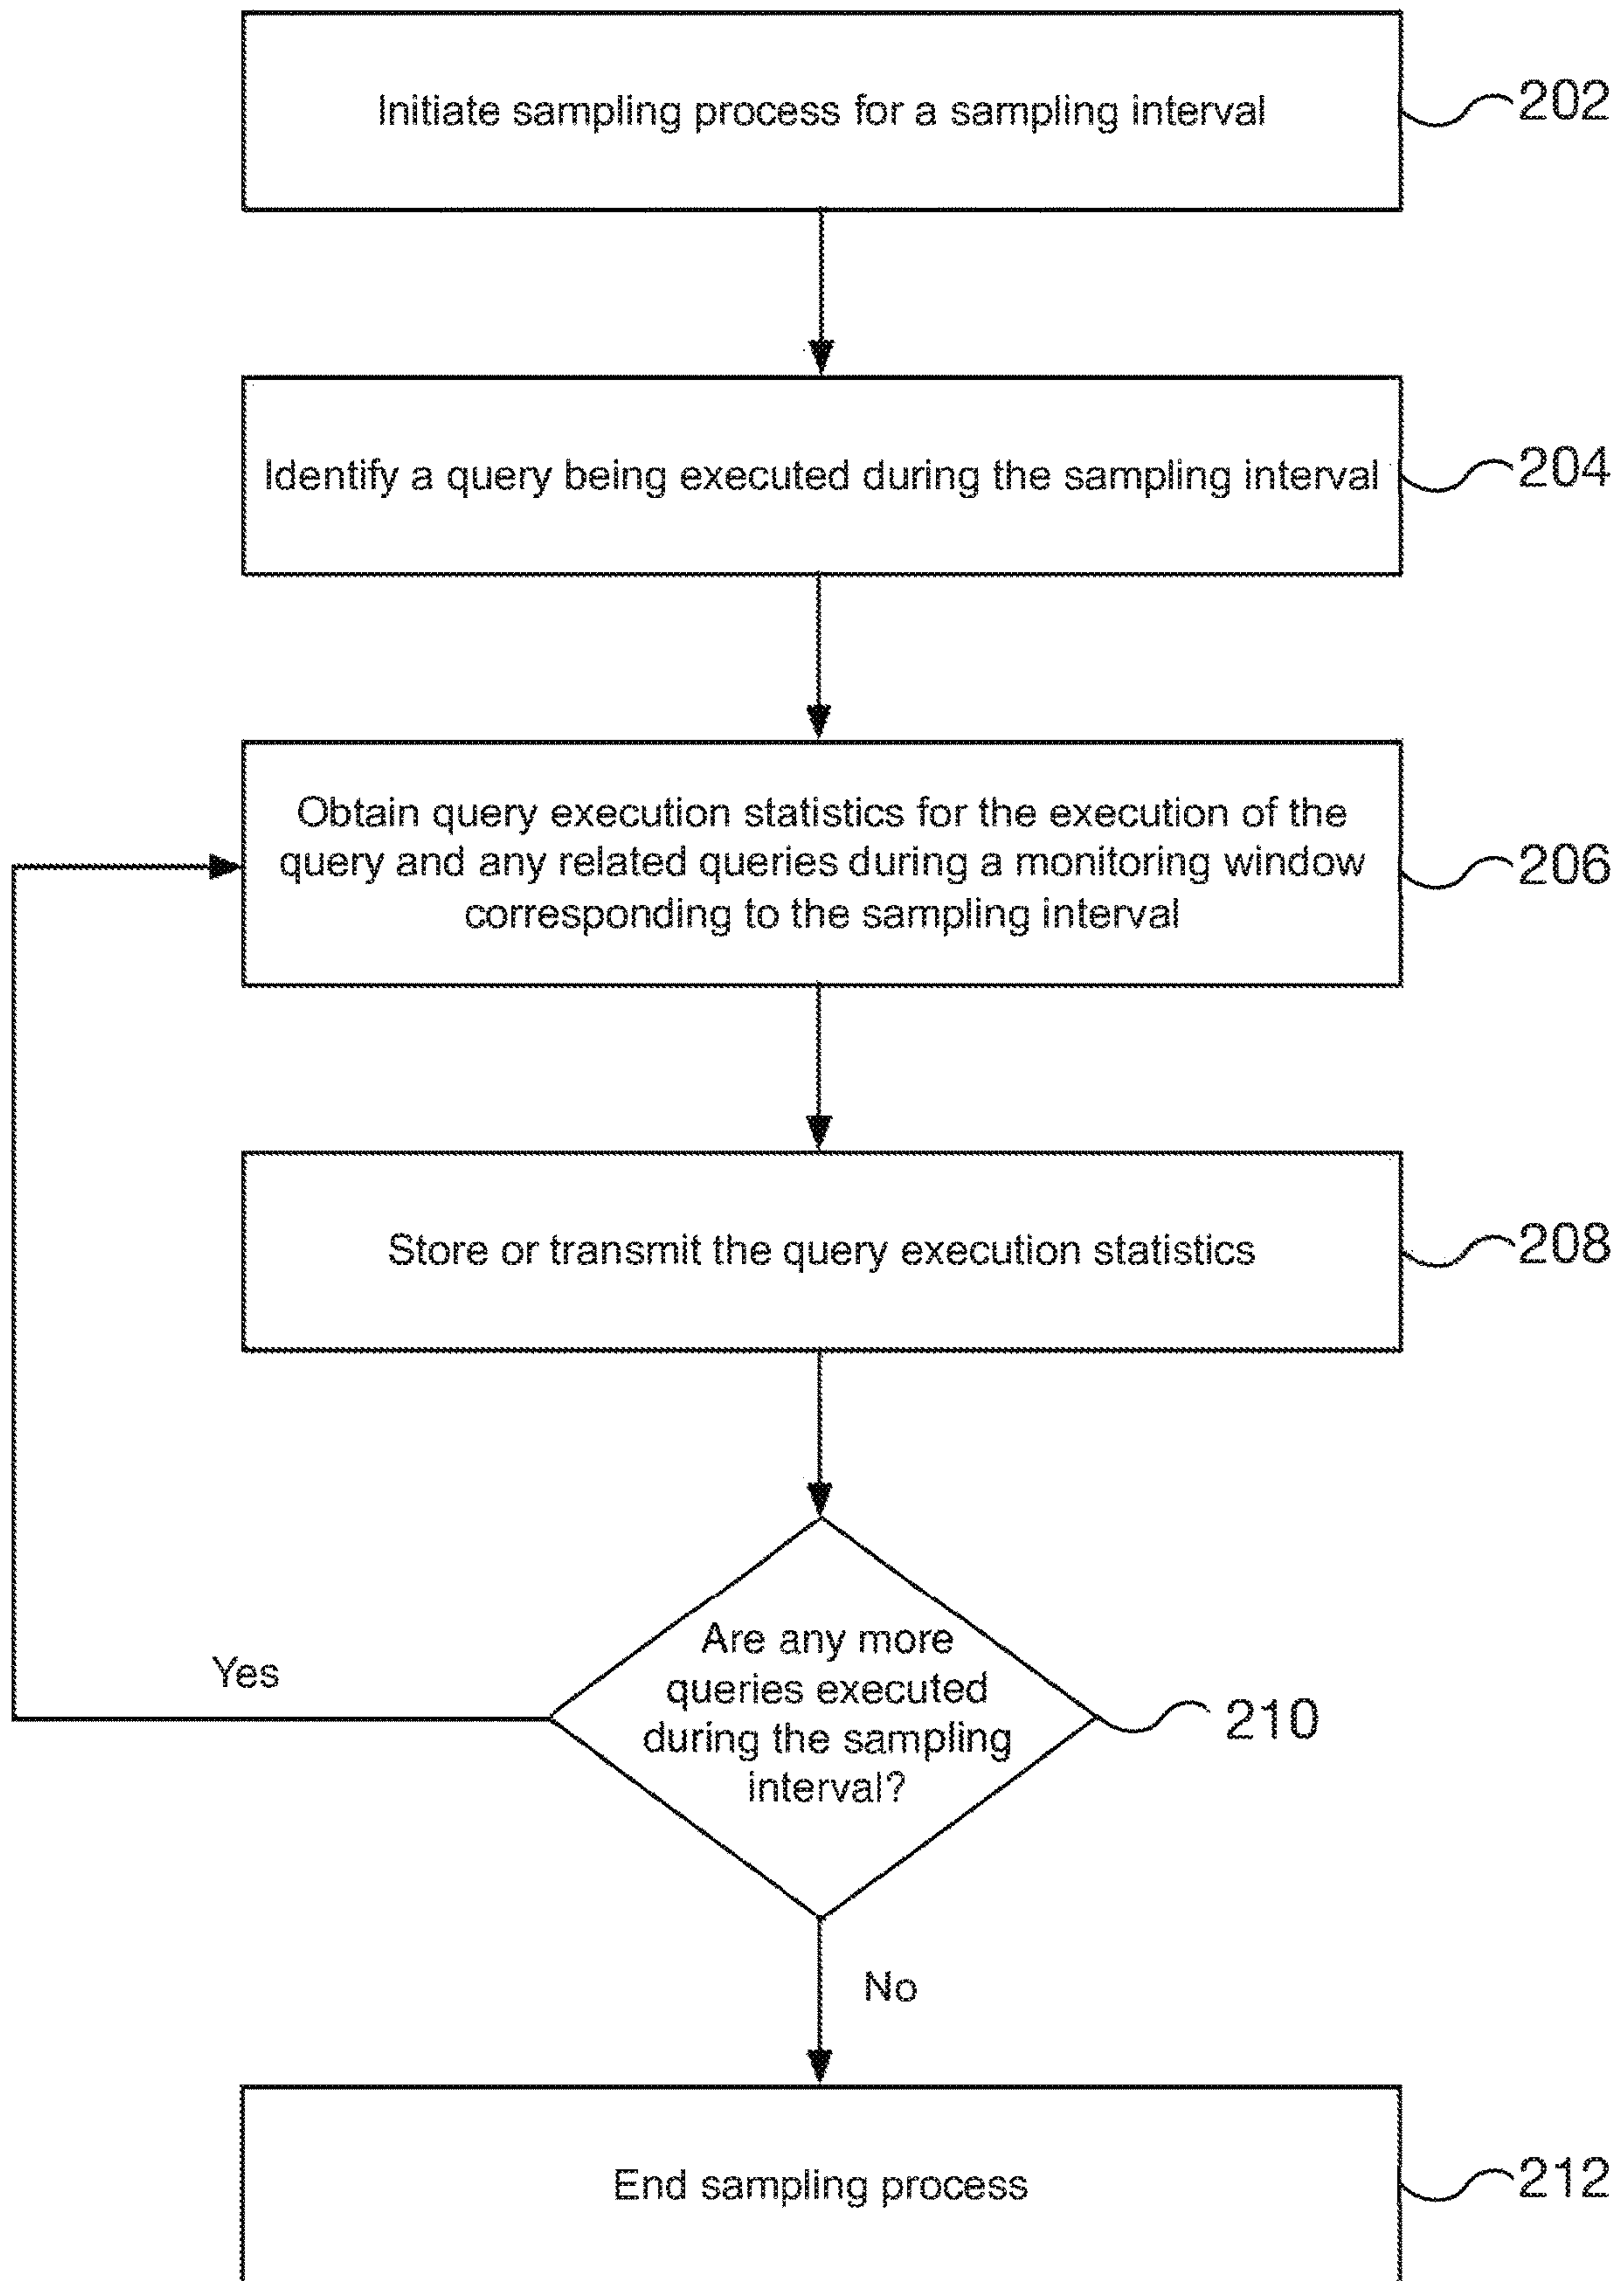 Initiate sampling process for a sampling interval
202
Identify a query being executed during the sampling interval
204
Obtain query execution statistics for the execution of the
query and any related queries during a monitoring window
corresponding to the sampling interval
206
Store or transmit the query execution statistics
208
Are any more
queries executed
during the sampling
interval?
210
Yes
No
End sampling process
212